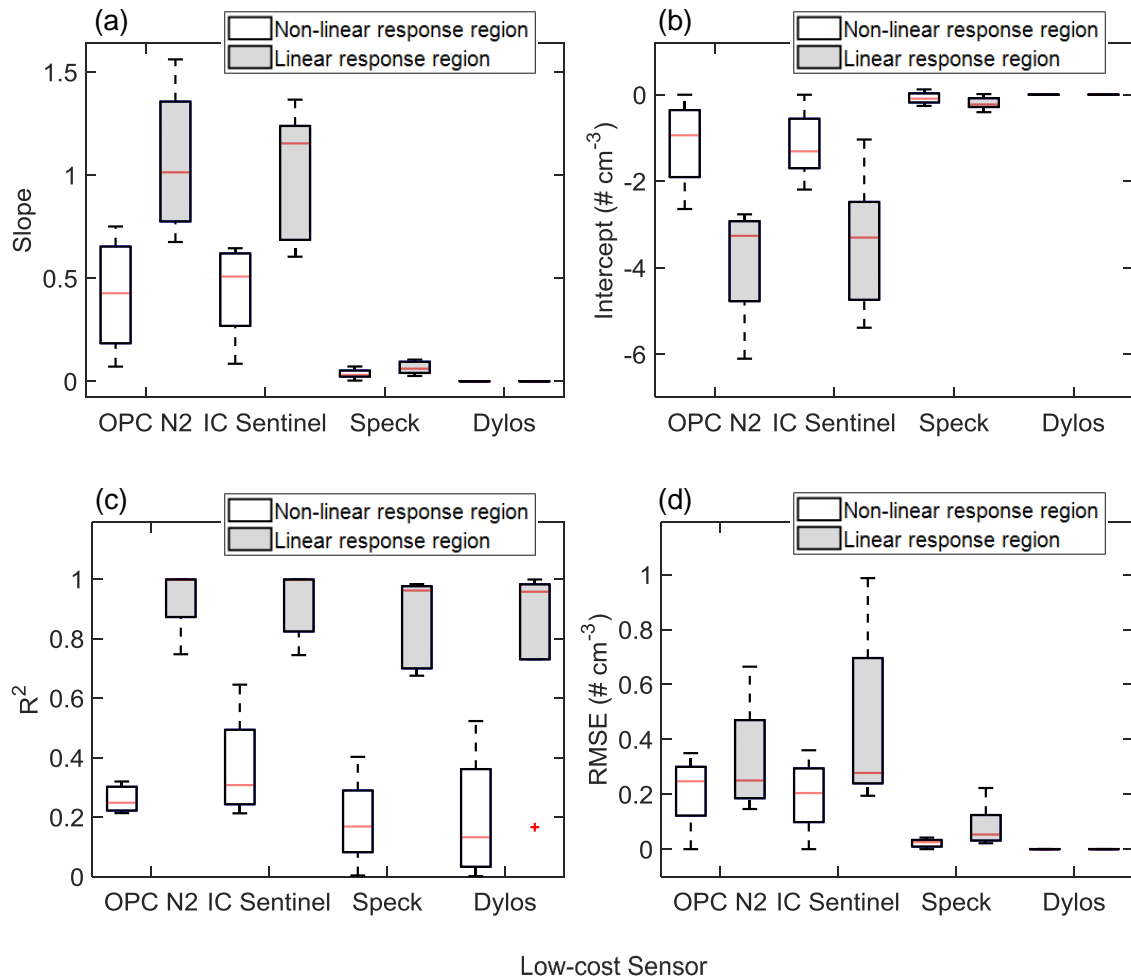 (a)
Non-linear response region
Linear response region
1.5
1
0.5
0
Slope
OPC N2 IC Sentinel Speck Dylos
(b)
Non-linear response region
Linear response region
0
-2
-4
-6
Intercept (# cm-3)
OPC N2 IC Sentinel Speck Dylos
(c)
Non-linear response region
Linear response region
1
0.8
0.6
0.4
0.2
0
R2
OPC N2 IC Sentinel Speck Dylos
(d)
Non-linear response region
Linear response region
1
0.8
0.6
0.4
0.2
0
RMSE (# cm-3)
OPC N2 IC Sentinel Speck Dylos
Low-cost Sensor